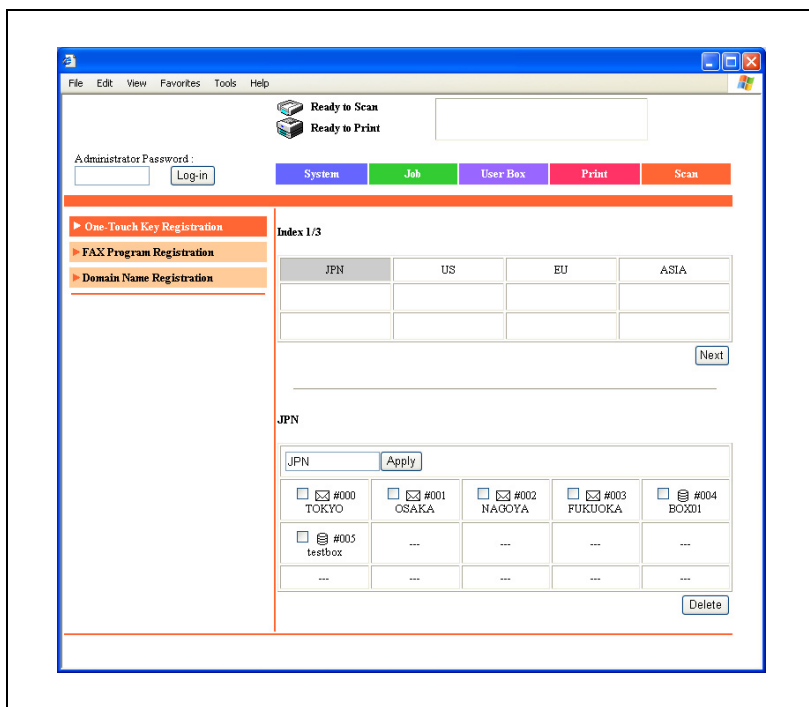 File Edit View Favorites Tools Help
Ready to Scan
Ready to Print
Administrator Password :
Log-in
System Job User Box Print Scan
One-Touch Key Registration
FAX Program Registration
Domain Name Registration
Index 1/3
JPN US EU ASIA
Next
JPN
JPN Apply
#000 #001 #002 #003 #004
TOKYO OSAKA NAGOYA FUKUOKA BOX01
#005
testbox --- --- --- ---
--- --- --- --- ---
Delete